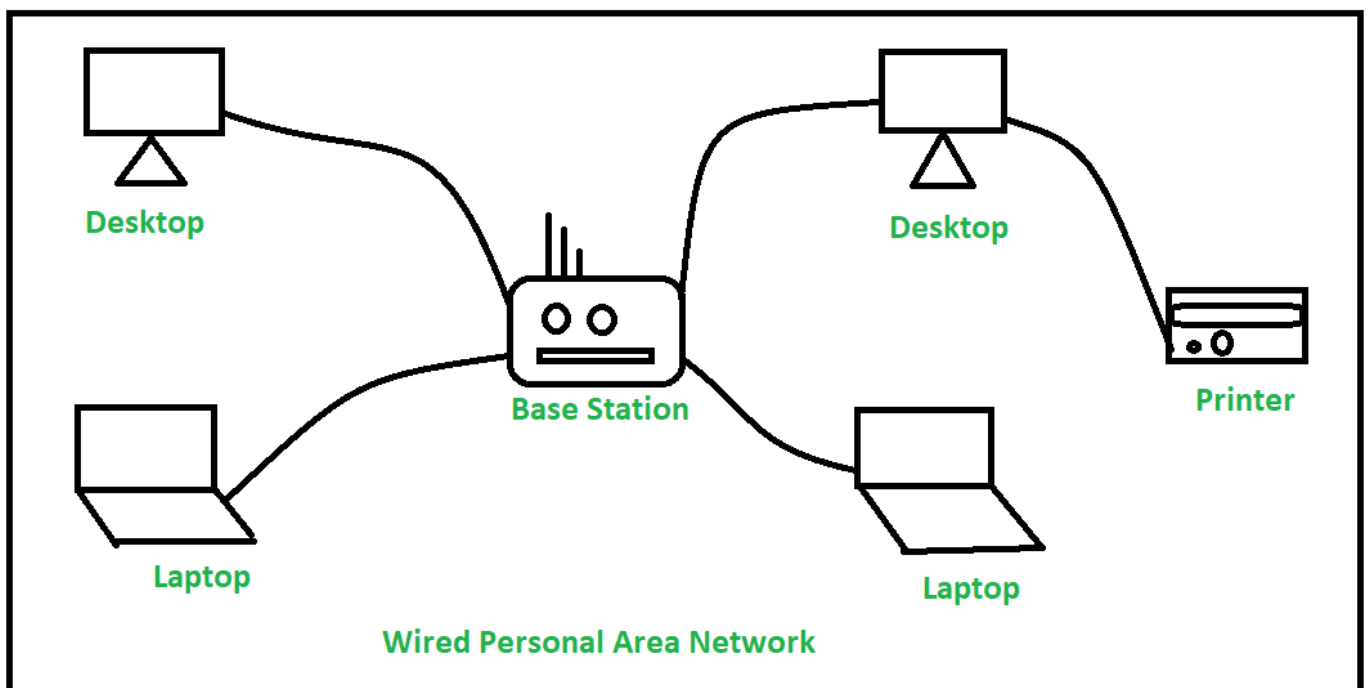 Desktop
Desktop
Base Station
Printer
Laptop
Laptop
Wired Personal Area Network